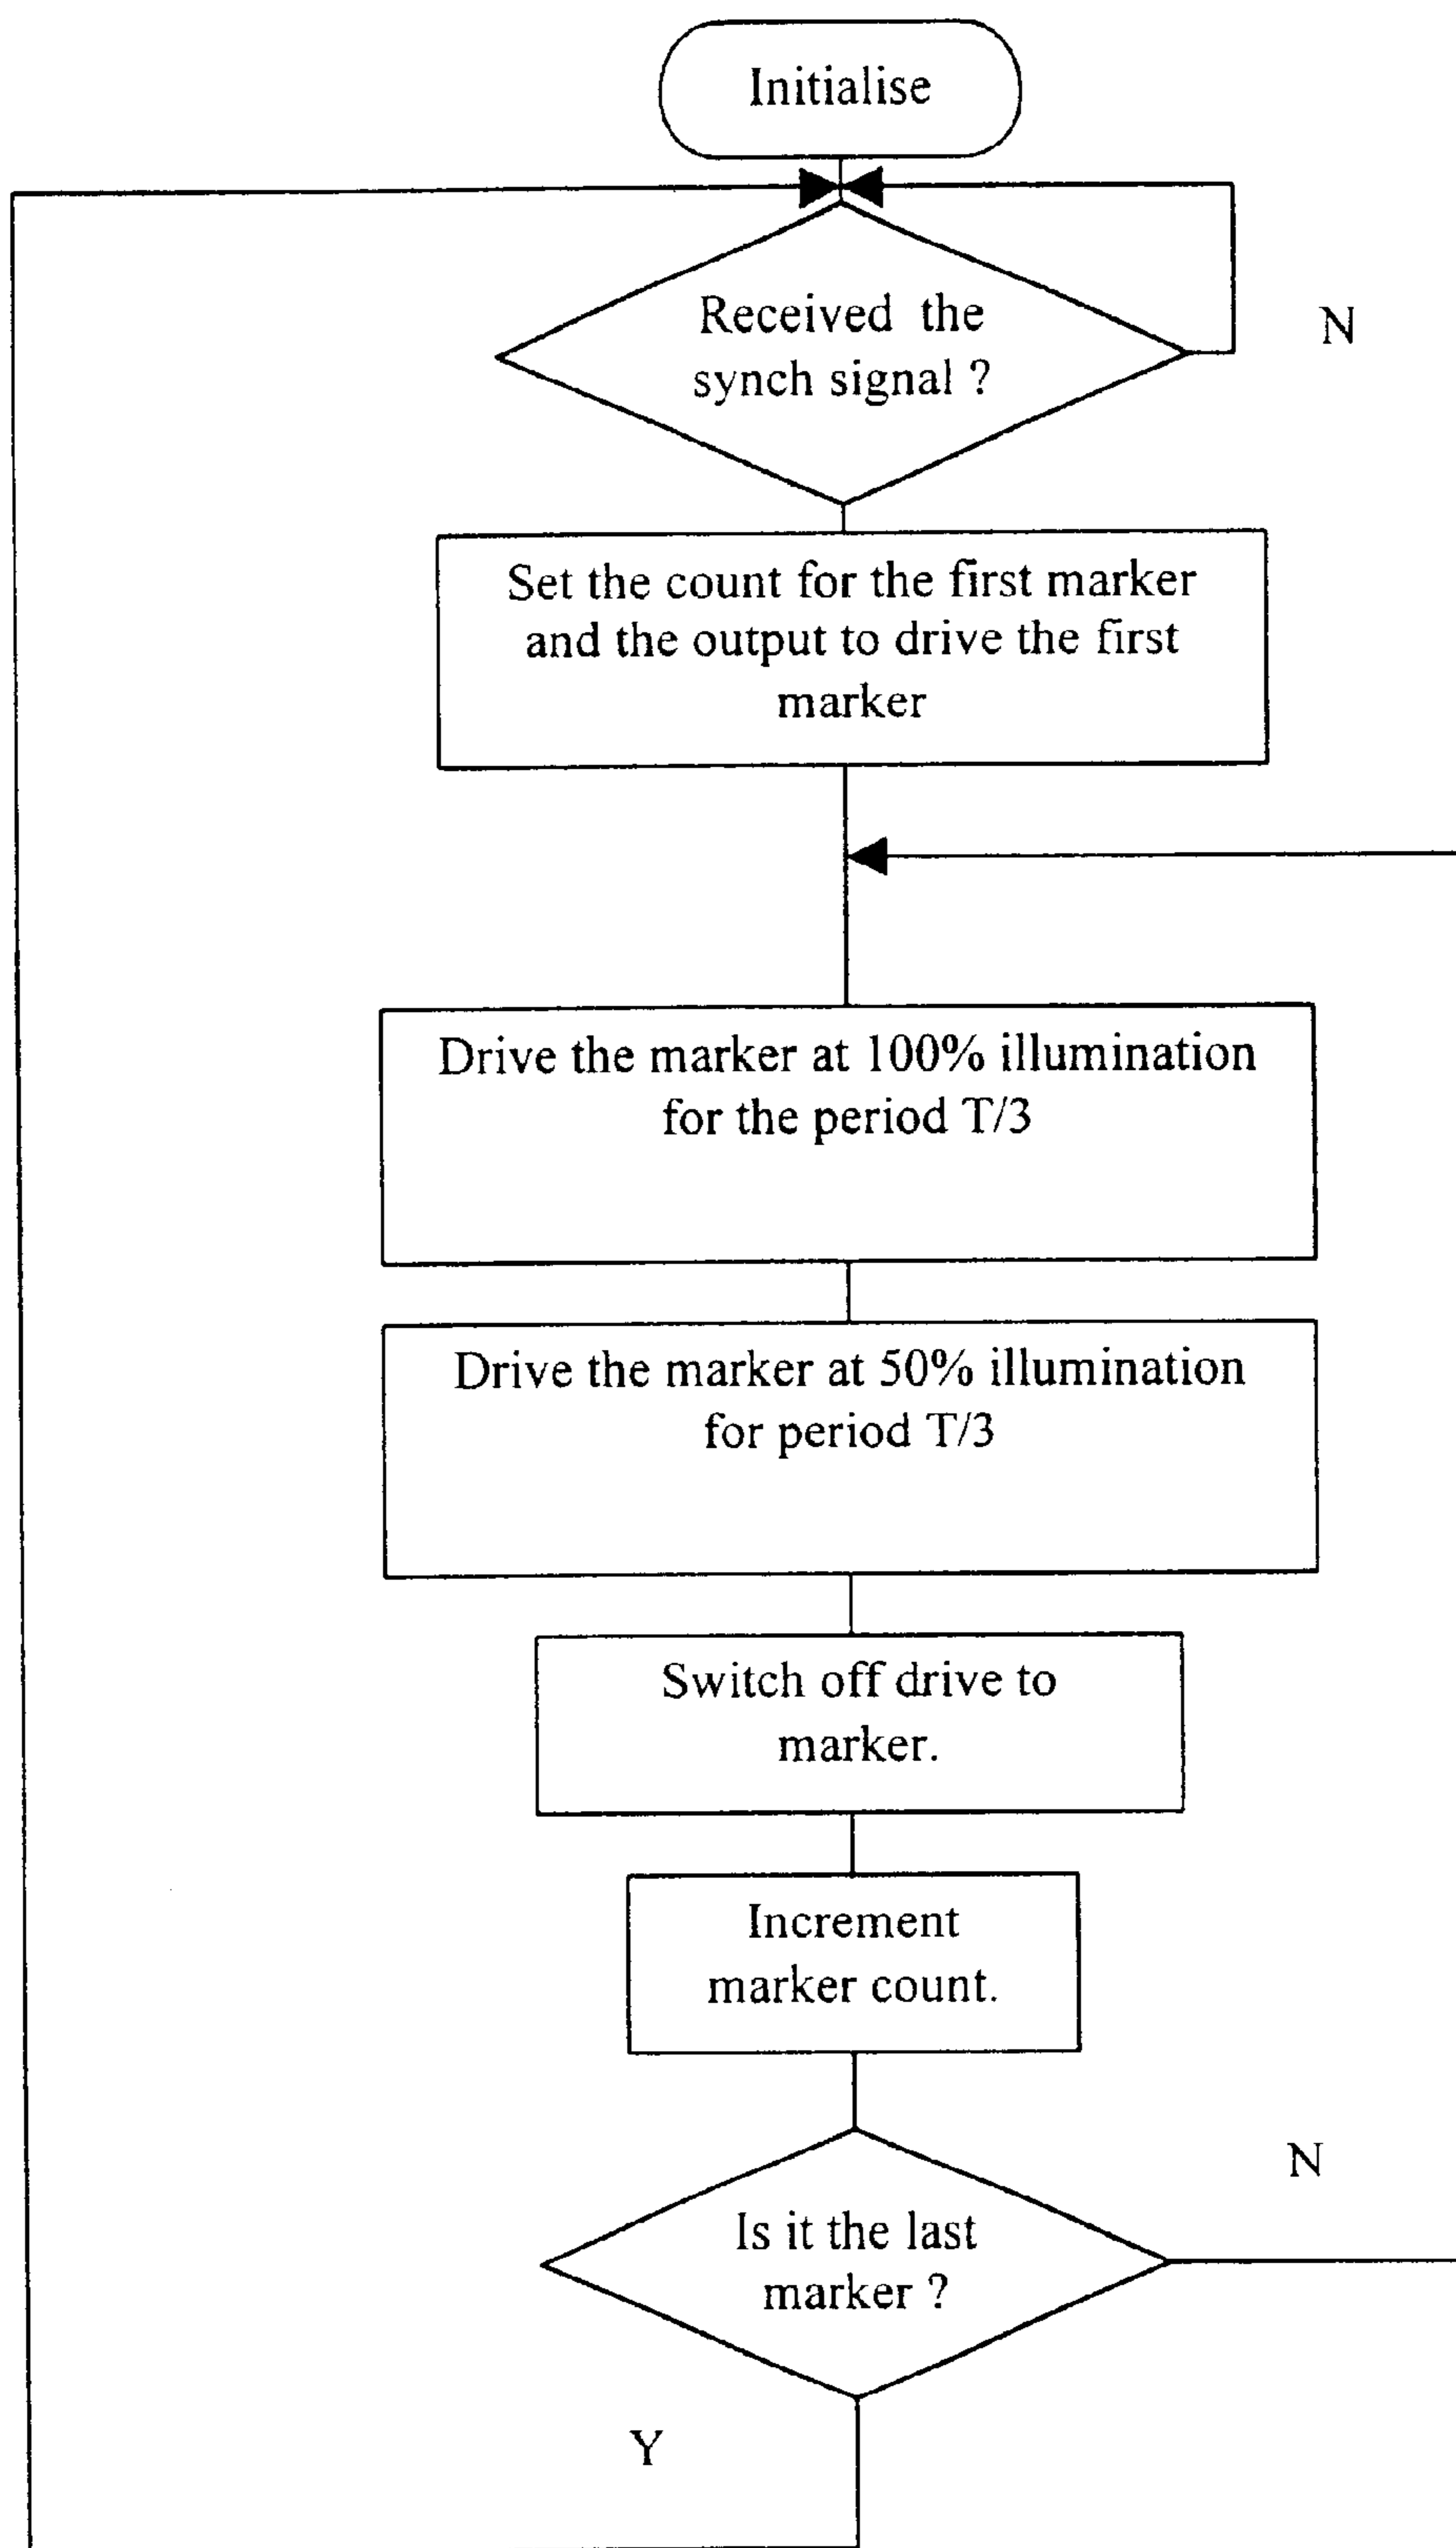 Initialise
Received the
synch signal ?
N
Set the count for the first marker
and the output to drive the first
marker
Drive the marker at 100% illumination
for the period T/3
Drive the marker at 50% illumination
for period T/3
Switch off drive to
marker.
Increment
marker count.
N
Is it the last
marker ?
Y